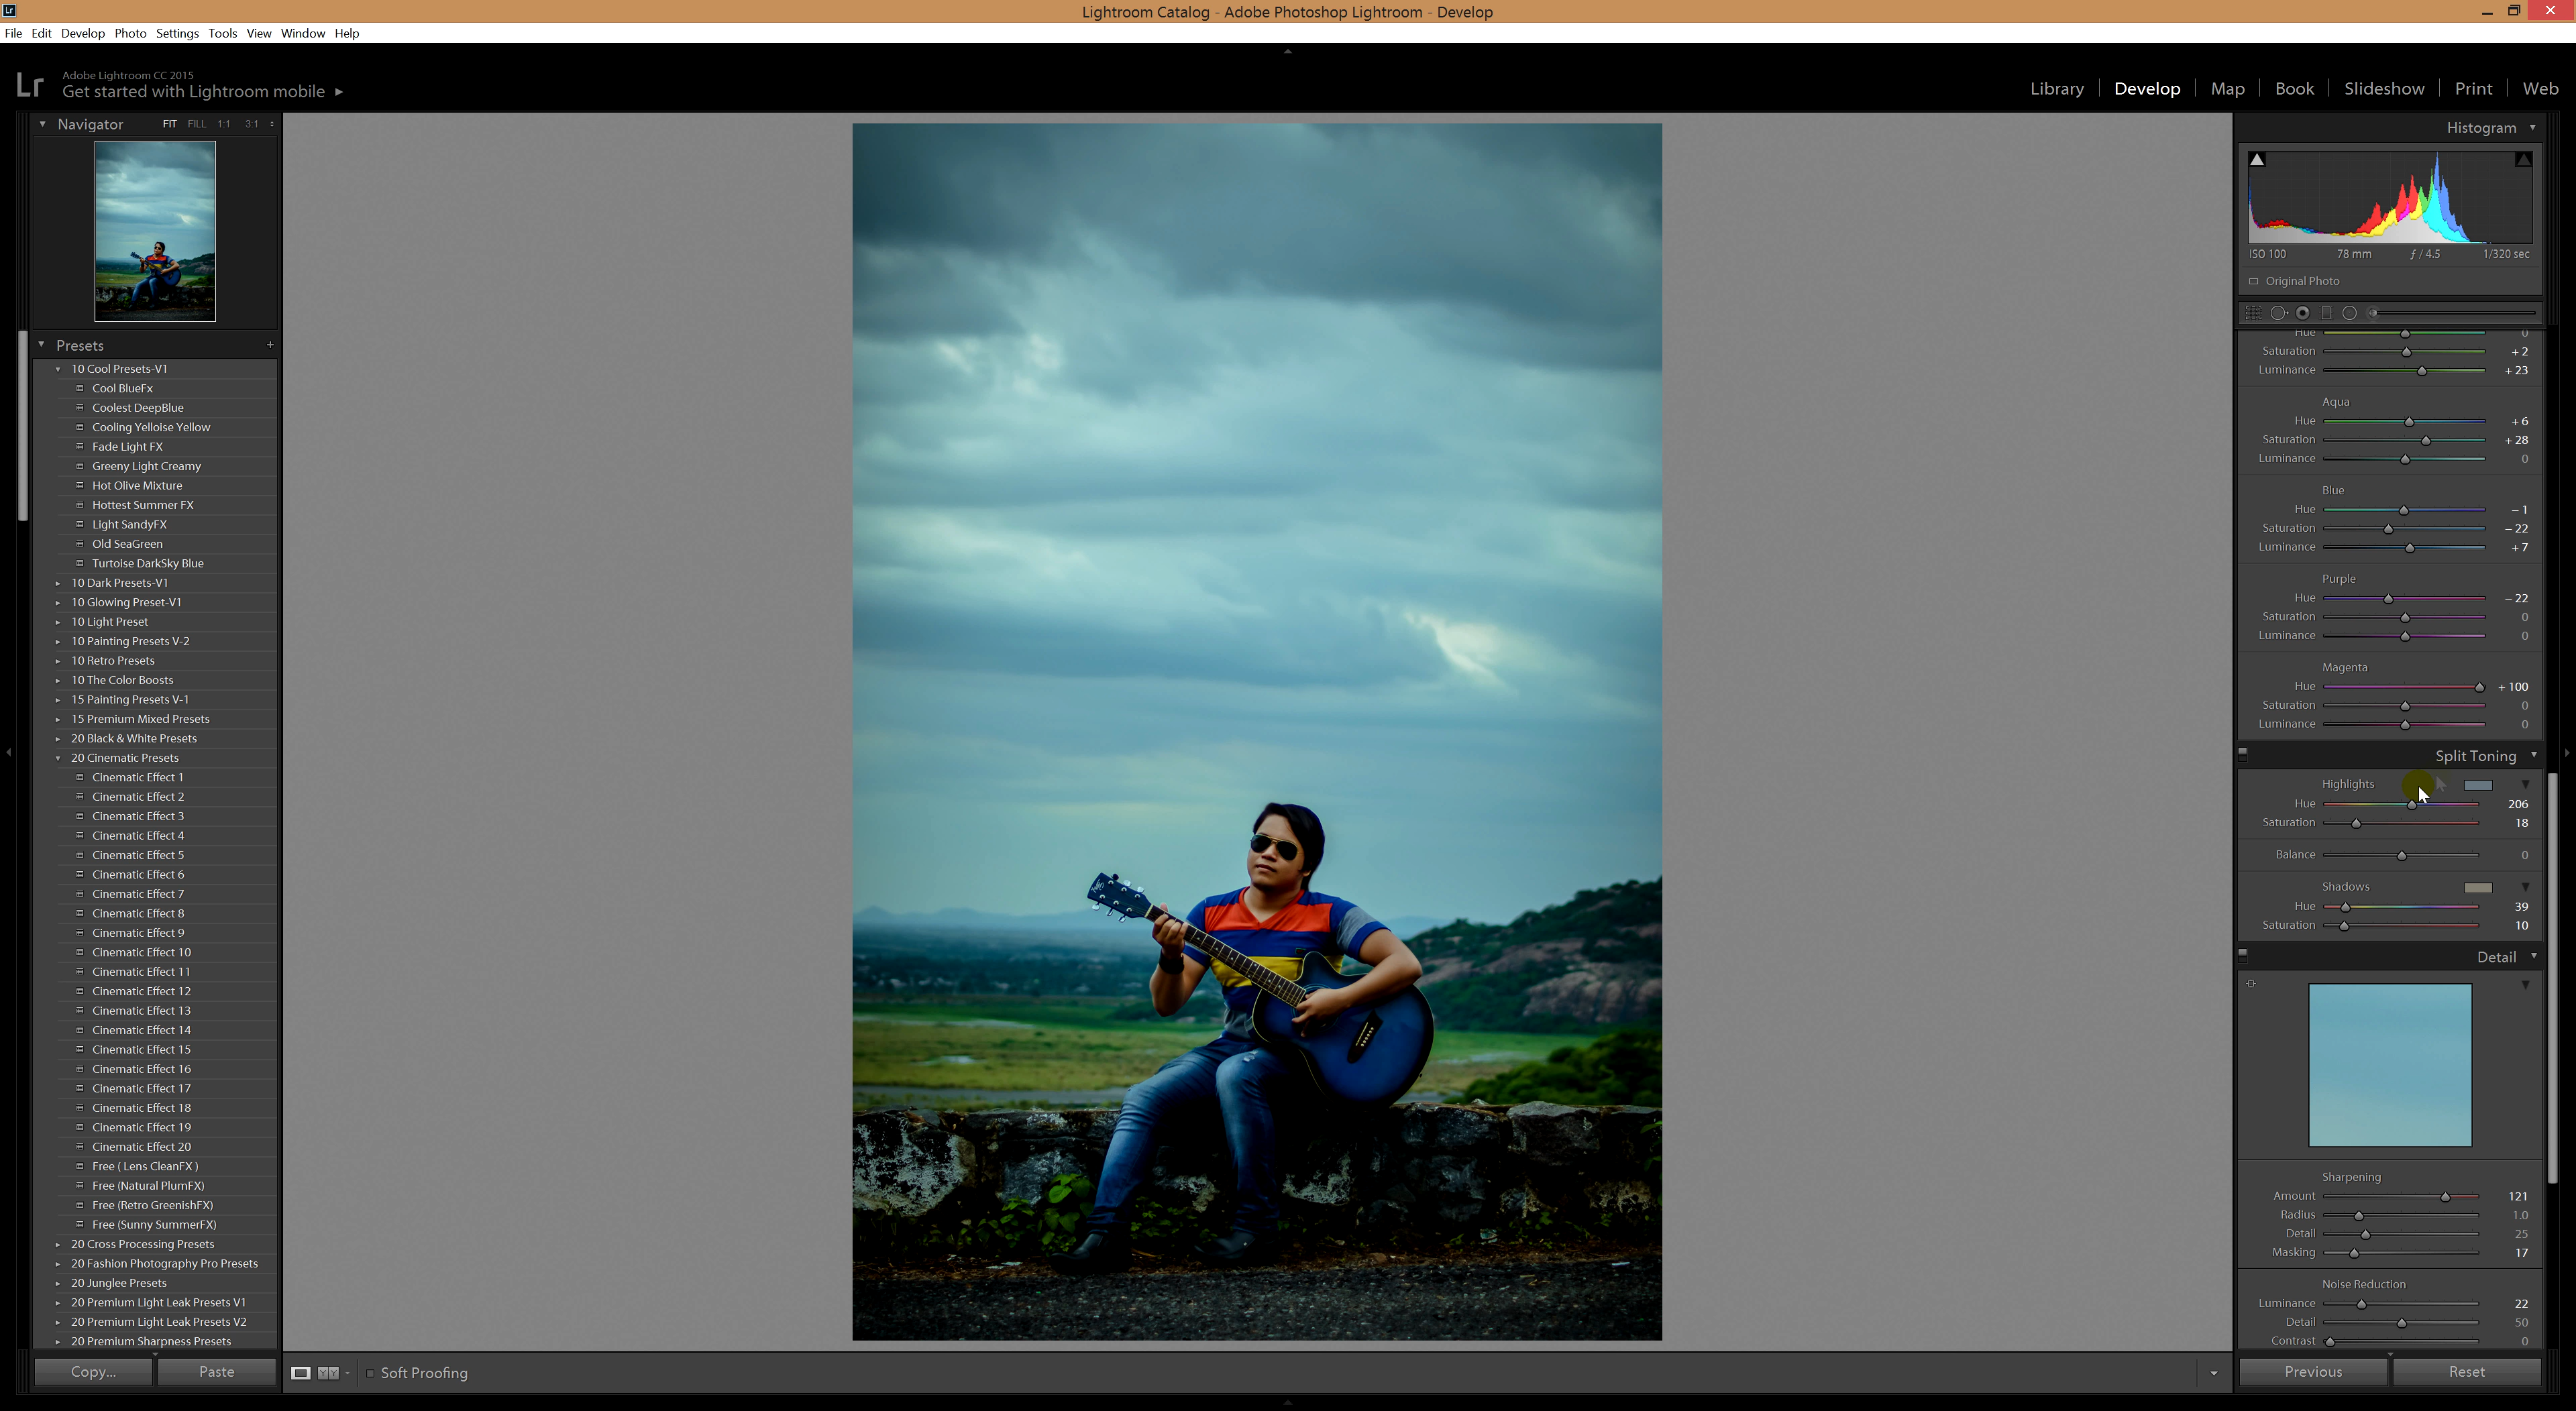 Lr
Lightroom Catalog - Adobe Photoshop Lightroom - Develop
File Edit Develop Photo Settings Tools View Window Help
Lr
Adobe Lightroom CC 2015
Get started with Lightroom mobile
Library Develop Map Book Slideshow Print Web
Navigator FIT FILL 1:1 3:1
Presets +
10 Cool Presets-V1
Cool BlueFx
Coolest DeepBlue
Cooling Yelloise Yellow
Fade Light FX
Greeny Light Creamy
Hot Olive Mixture
Hottest Summer FX
Light SandyFX
Old SeaGreen
Turtoise DarkSky Blue
10 Dark Presets-V1
10 Glowing Preset-V1
10 Light Preset
10 Painting Presets V-2
10 Retro Presets
10 The Color Boosts
15 Painting Presets V-1
15 Premium Mixed Presets
20 Black & White Presets
20 Cinematic Presets
Cinematic Effect 1
Cinematic Effect 2
Cinematic Effect 3
Cinematic Effect 4
Cinematic Effect 5
Cinematic Effect 6
Cinematic Effect 7
Cinematic Effect 8
Cinematic Effect 9
Cinematic Effect 10
Cinematic Effect 11
Cinematic Effect 12
Cinematic Effect 13
Cinematic Effect 14
Cinematic Effect 15
Cinematic Effect 16
Cinematic Effect 17
Cinematic Effect 18
Cinematic Effect 19
Cinematic Effect 20
Free ( Lens CleanFX )
Free (Natural PlumFX)
Free (Retro GreenishFX)
Free (Sunny SummerFX)
20 Cross Processing Presets
20 Fashion Photography Pro Presets
20 Junglee Presets
20 Premium Light Leak Presets V1
20 Premium Light Leak Presets V2
20 Premium Sharpness Presets
Copy... Paste
YY Soft Proofing
Histogram
ISO 100 78 mm ƒ / 4.5 1/320 sec
Original Photo
Hue 0
Saturation + 2
Luminance + 23
Aqua
Hue + 6
Saturation + 28
Luminance 0
Blue
Hue - 1
Saturation - 22
Luminance + 7
Purple
Hue - 22
Saturation 0
Luminance 0
Magenta
Hue + 100
Saturation 0
Luminance 0
Split Toning
Highlights
Hue 206
Saturation 18
Balance 0
Shadows
Hue 39
Saturation 10
Detail
Sharpening
Amount 121
Radius 1.0
Detail 25
Masking 17
Noise Reduction
Luminance 22
Detail 50
Contrast 0
Previous Reset